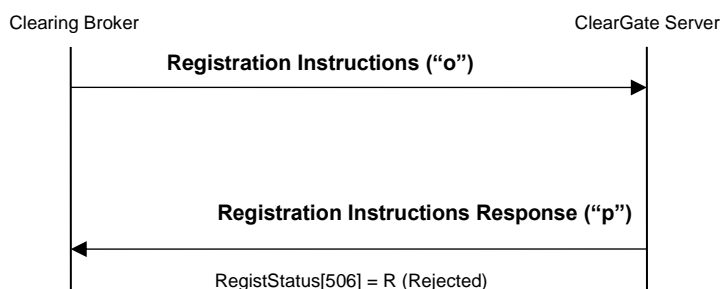 Clearing Broker
ClearGate Server
Registration Instructions (“o”)
Registration Instructions Response (“p”)
RegistStatus[506] = R (Rejected)